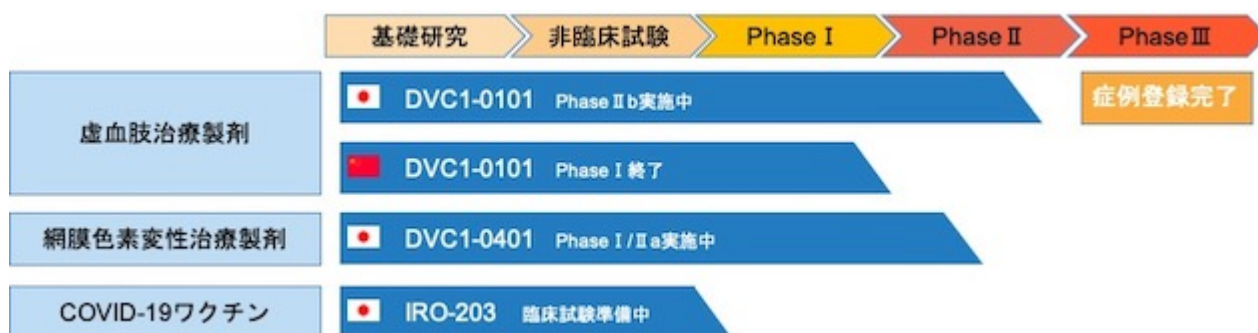 基礎研究 非臨床試験 Phase Ⅰ Phase Ⅱ Phase Ⅲ
虚血肢治療製剤
DVC1-0101 Phase Ⅱb実施中
症例登録完了
DVC1-0101 Phase Ⅰ 終了
網膜色素変性治療製剤
DVC1-0401 Phase Ⅰ/Ⅱa実施中
COVID-19ワクチン
IRO-203 臨床試験準備中